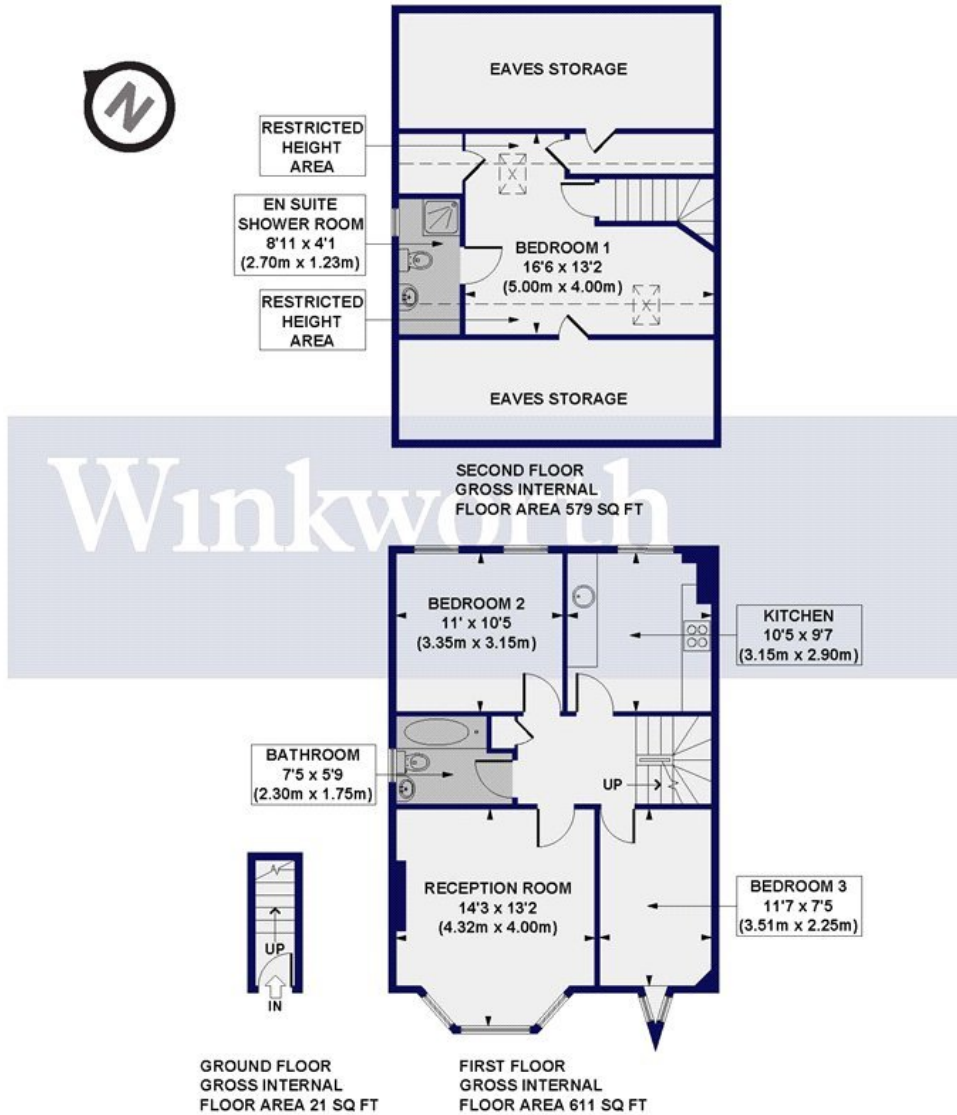 N
EAVES STORAGE
RESTRICTED
HEIGHT
AREA
EN SUITE
SHOWER ROOM
8'11 x 4'1
(2.70m x 1.23m)
BEDROOM 1
16'6 x 13'2
(5.00m x 4.00m)
RESTRICTED
HEIGHT
AREA
EAVES STORAGE
Winkworth
SECOND FLOOR
GROSS INTERNAL
FLOOR AREA 579 SQ FT
BEDROOM 2
11' x 10'5
(3.35m x 3.15m)
KITCHEN
10'5 x 9'7
(3.15m x 2.90m)
BATHROOM
7'5 x 5'9
(2.30m x 1.75m)
UP
RECEPTION ROOM
14'3 x 13'2
(4.32m x 4.00m)
BEDROOM 3
11'7 x 7'5
(3.51m x 2.25m)
UP
IN
GROUND FLOOR
GROSS INTERNAL
FLOOR AREA 21 SQ FT
FIRST FLOOR
GROSS INTERNAL
FLOOR AREA 611 SQ FT